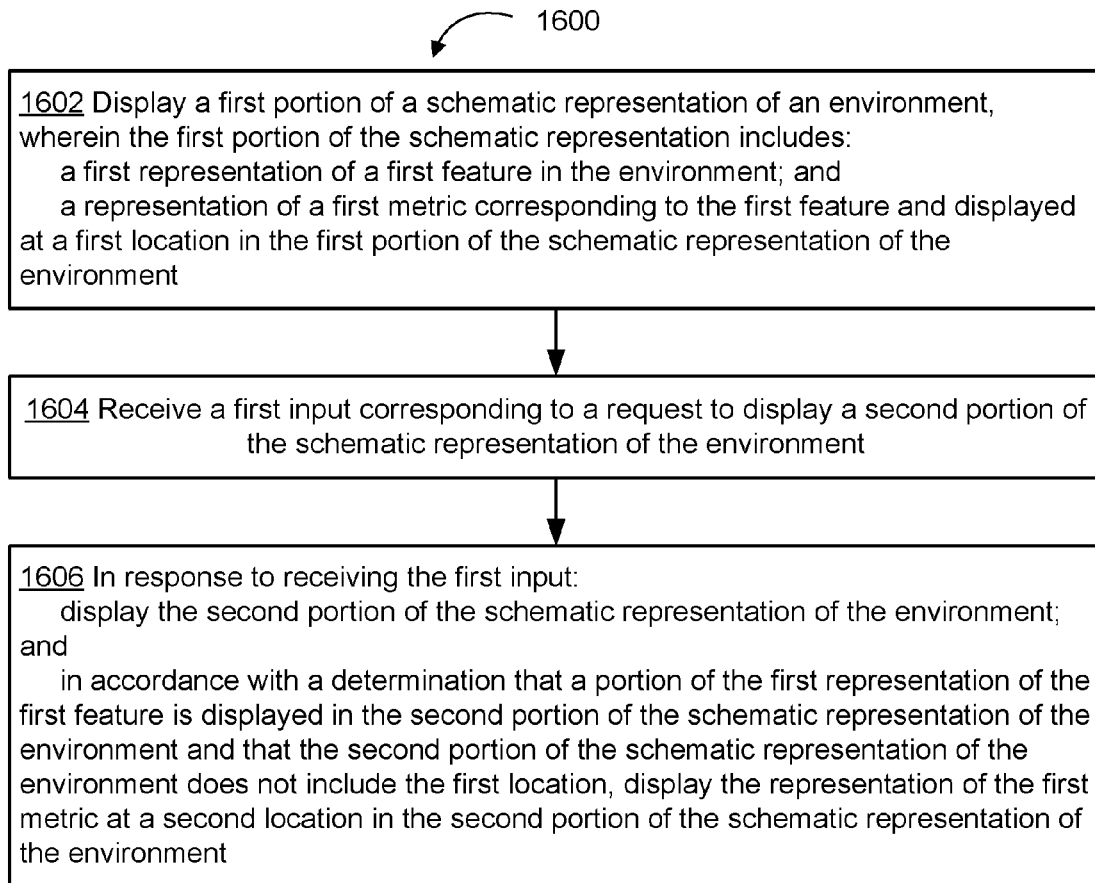 1600
1602 Display a first portion of a schematic representation of an environment,
wherein the first portion of the schematic representation includes:
a first representation of a first feature in the environment; and
a representation of a first metric corresponding to the first feature and displayed
at a first location in the first portion of the schematic representation of the
environment
1604 Receive a first input corresponding to a request to display a second portion of
the schematic representation of the environment
1606 In response to receiving the first input:
display the second portion of the schematic representation of the environment;
and
in accordance with a determination that a portion of the first representation of the
first feature is displayed in the second portion of the schematic representation of the
environment and that the second portion of the schematic representation of the
environment does not include the first location, display the representation of the first
metric at a second location in the second portion of the schematic representation of
the environment